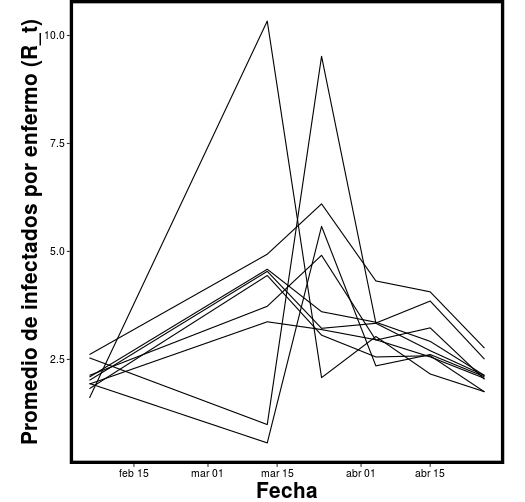 Promedio de infectados por enfermo (R_t)
10.0
7.5
5.0
2.5
feb 15 mar 01 mar 15 abr 01 abr 15
Fecha